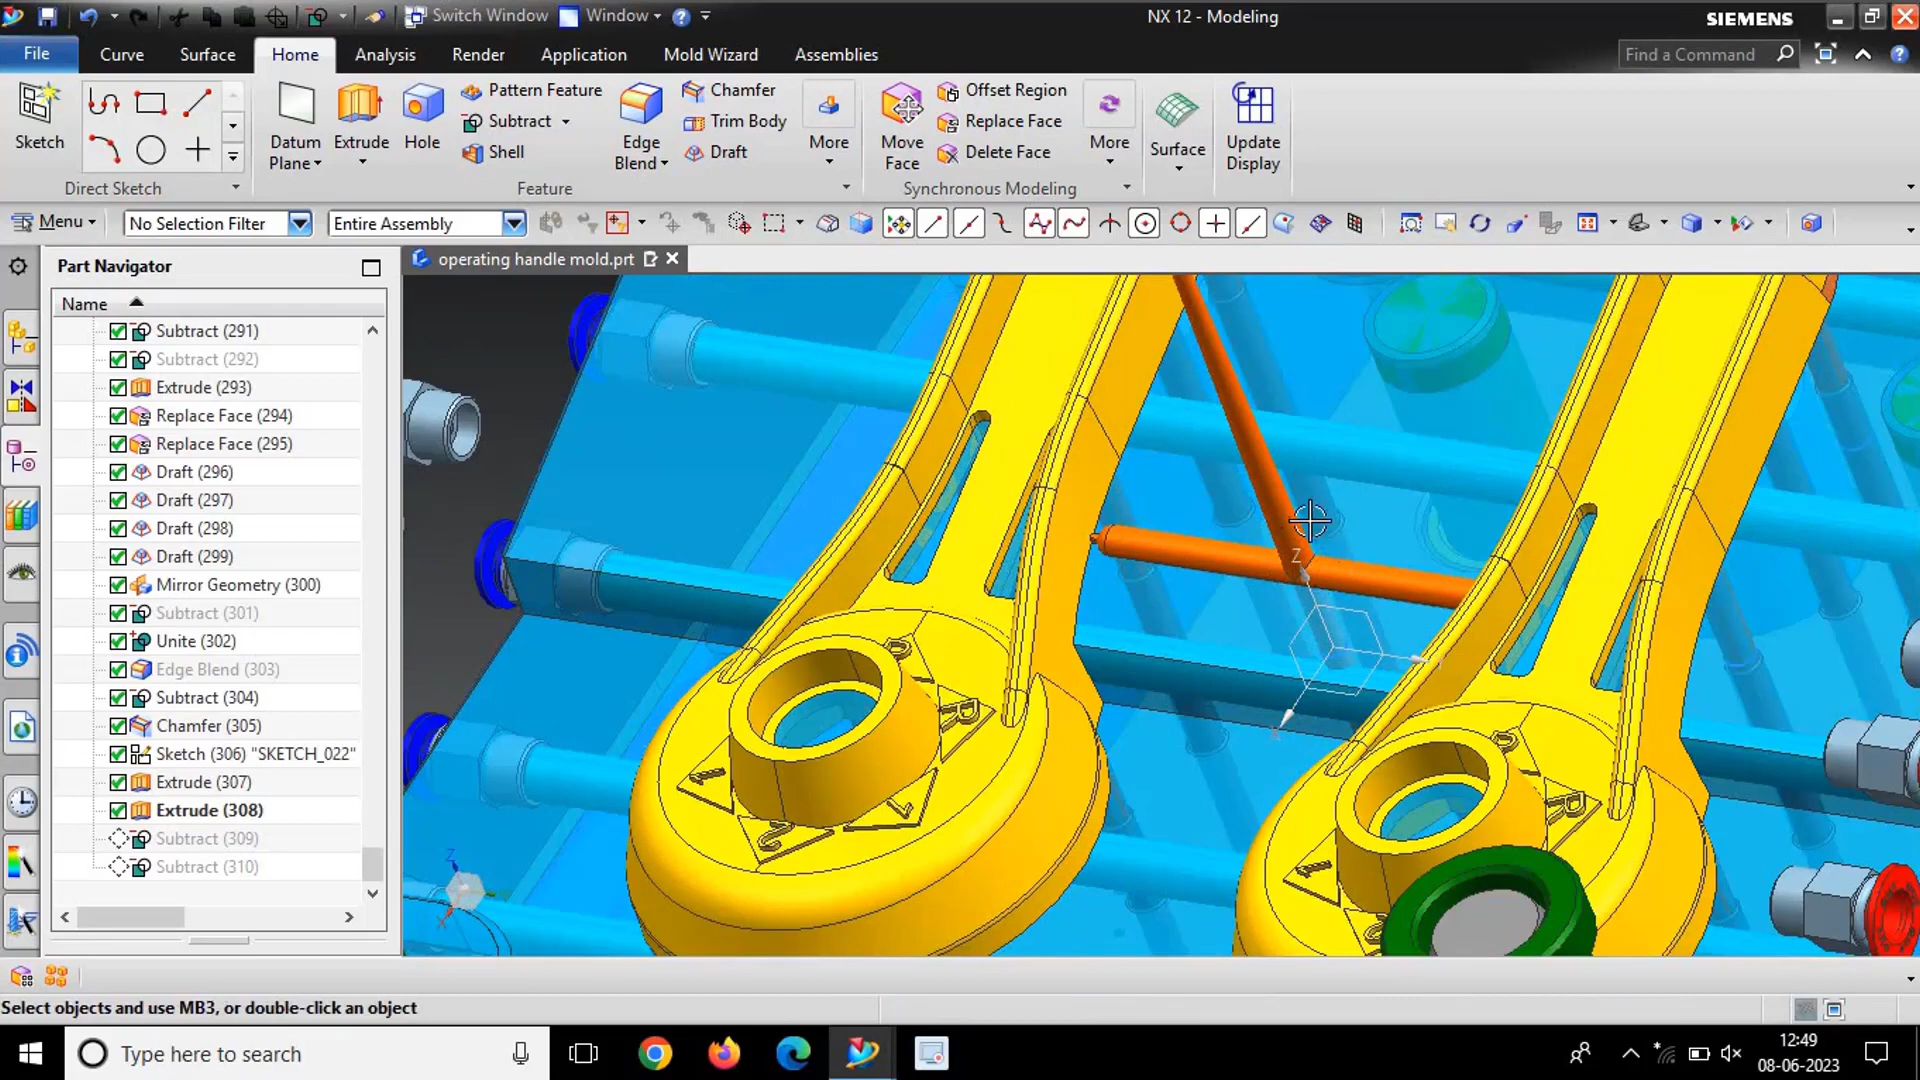 Switch Window
Window
NX 12 - Modeling
SIEMENS
File
Curve
Surface
Home
Analysis
Render
Application
Mold Wizard
Assemblies
Find a Command
Sketch
Direct Sketch
Datum
Plane
Extrude
Hole
Pattern Feature
Subtract
Shell
Edge
Blend
Chamfer
Trim Body
Draft
More
Feature
Move
Face
Offset Region
Replace Face
Delete Face
More
Synchronous Modeling
Surface
Update
Display
Menu
No Selection Filter
Entire Assembly
Part Navigator
operating handle mold.prt
Name
Subtract (291)
Subtract (292)
Extrude (293)
Replace Face (294)
Replace Face (295)
Draft (296)
Draft (297)
Draft (298)
Draft (299)
Mirror Geometry (300)
Subtract (301)
Unite (302)
Edge Blend (303)
Subtract (304)
Chamfer (305)
Sketch (306) "SKETCH_022"
Extrude (307)
Extrude (308)
Subtract (309)
Subtract (310)
Z
X
Z
Select objects and use MB3, or double-click an object
Type here to search
12:49
08-06-2023